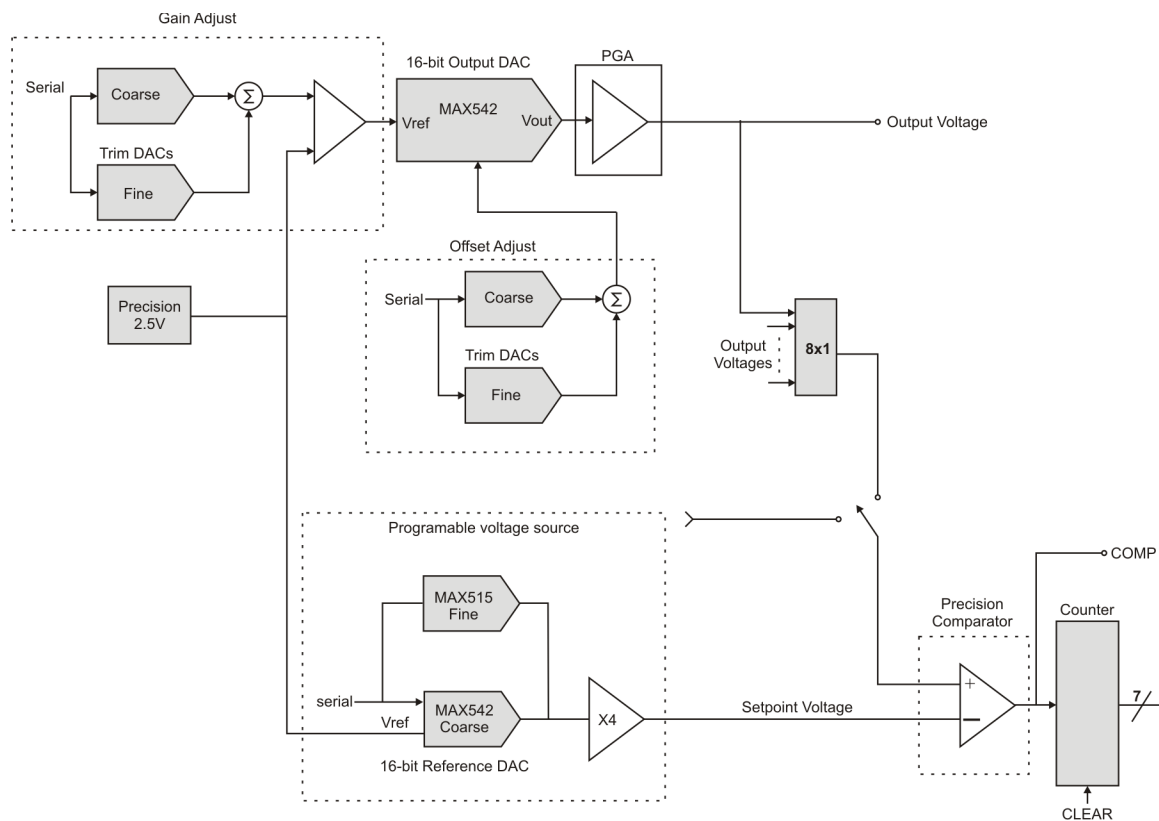 Gain Adjust
Serial
Coarse
Σ
Trim DACs
Fine
16-bit Output DAC
MAX542
Vref
Vout
PGA
Output Voltage
Offset Adjust
Serial
Coarse
Σ
Trim DACs
Fine
Precision
2.5V
Output
Voltages
8x1
Programable voltage source
MAX515
Fine
serial
Vref
MAX542
Coarse
16-bit Reference DAC
X4
Setpoint Voltage
Precision
Comparator
+
−
COMP
Counter
7
CLEAR